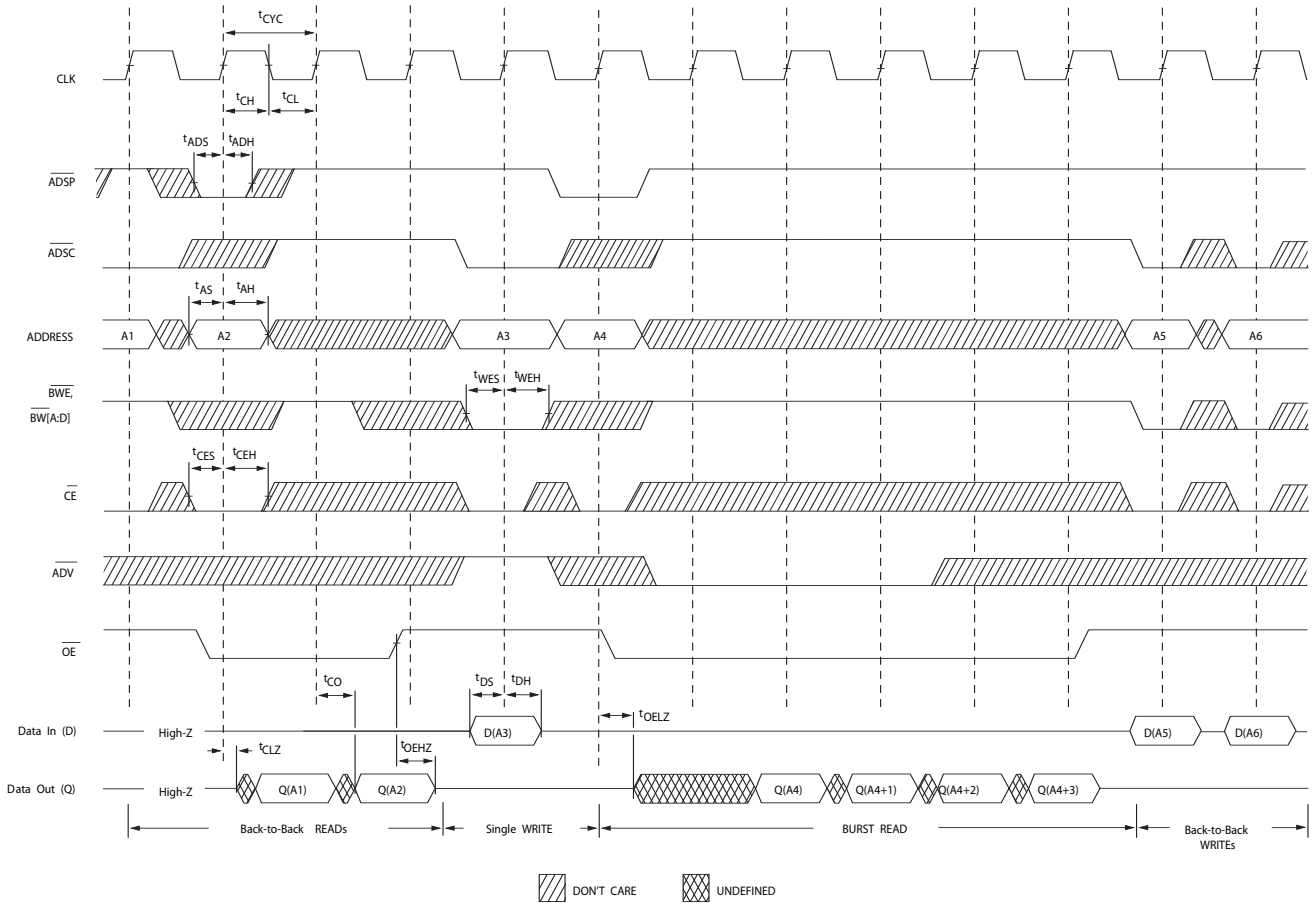 tCYC
CLK
tCH
tCL
tADS
tADH
ADSP
ADSC
tAS
tAH
ADDRESS
A1
A2
A3
A4
A5
A6
tWES
tWEH
BWE,
BW[A:D]
tCES
tCEH
CE
ADV
OE
tCO
tDS
tDH
tOELZ
Data In (D)
High-Z
D(A3)
D(A5)
D(A6)
tCLZ
tOEHZ
Data Out (Q)
High-Z
Q(A1)
Q(A2)
Q(A4)
Q(A4+1)
Q(A4+2)
Q(A4+3)
Back-to-Back READs
Single WRITE
BURST READ
Back-to-Back
WRITEs
DON'T CARE
UNDEFINED